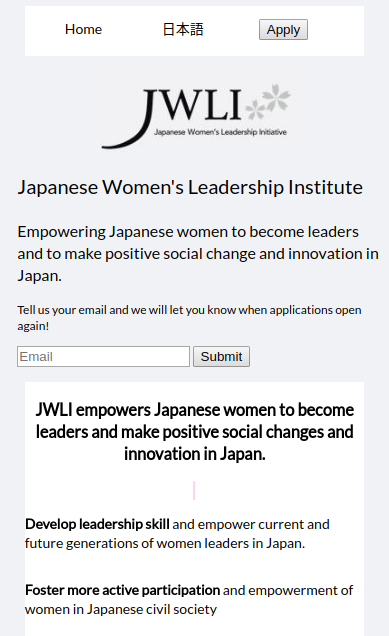 Home 日本語 Apply
JWLI
Japanese Women's Leadership Initiative
Japanese Women's Leadership Institute
Empowering Japanese women to become leaders
and to make positive social change and innovation in
Japan.
Tell us your email and we will let you know when applications open
again!
Email Submit
JWLI empowers Japanese women to become
leaders and make positive social changes and
innovation in Japan.
Develop leadership skill and empower current and
future generations of women leaders in Japan.
Foster more active participation and empowerment of
women in Japanese civil society